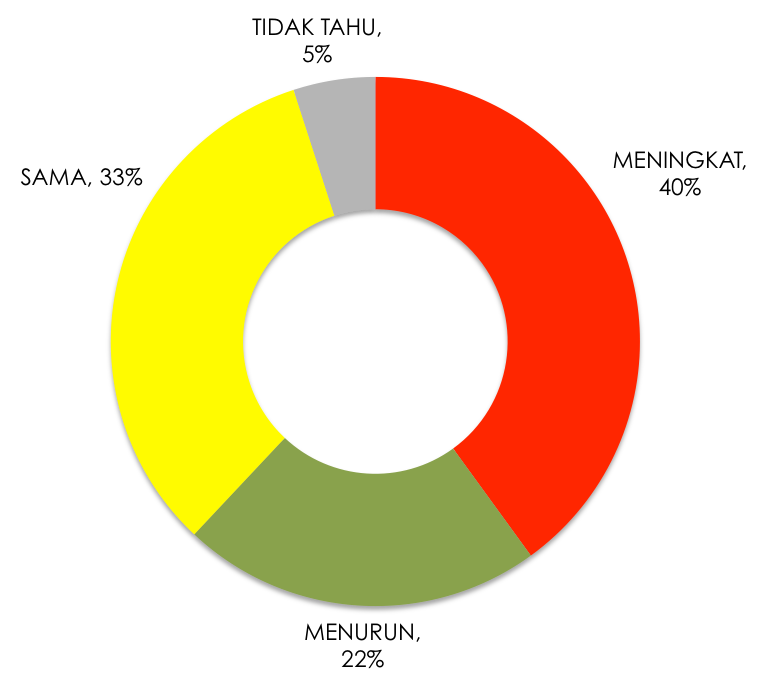 TIDAK TAHU,
5%
MENINGKAT,
40%
SAMA, 33%
MENURUN,
22%